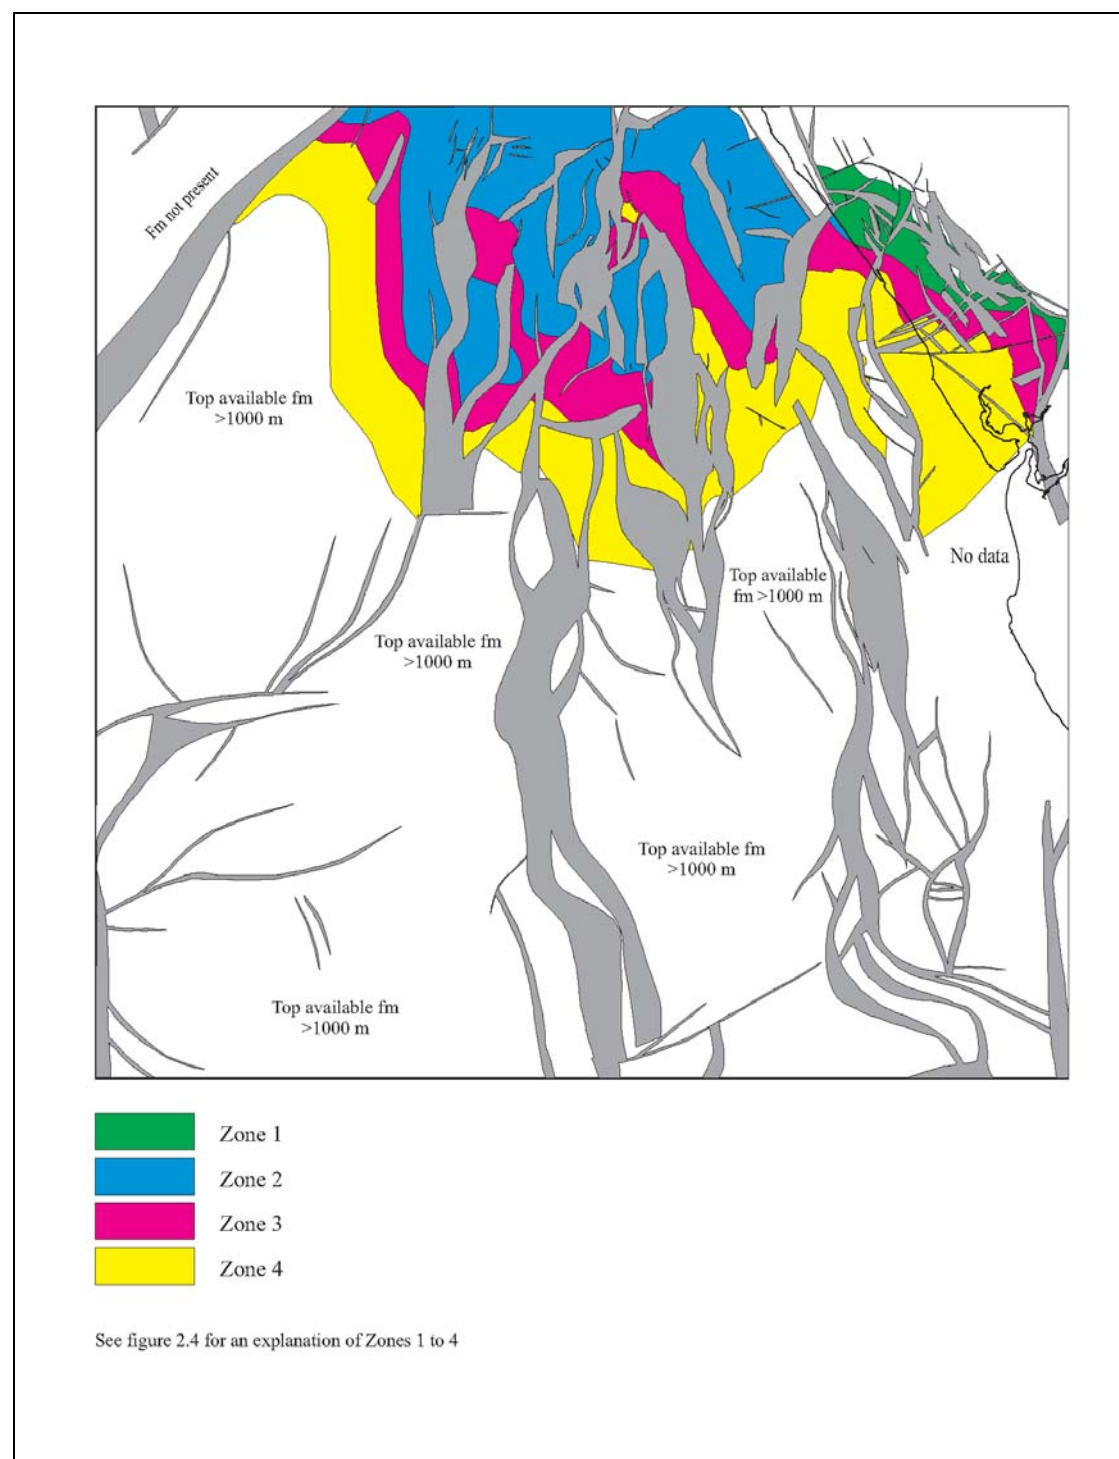 Fm not present
Top available fm
>1000 m
No data
Top available
fm >1000 m
Top available fm
>1000 m
Top available fm
>1000 m
Top available fm
>1000 m
Zone 1
Zone 2
Zone 3
Zone 4
See figure 2.4 for an explanation of Zones 1 to 4